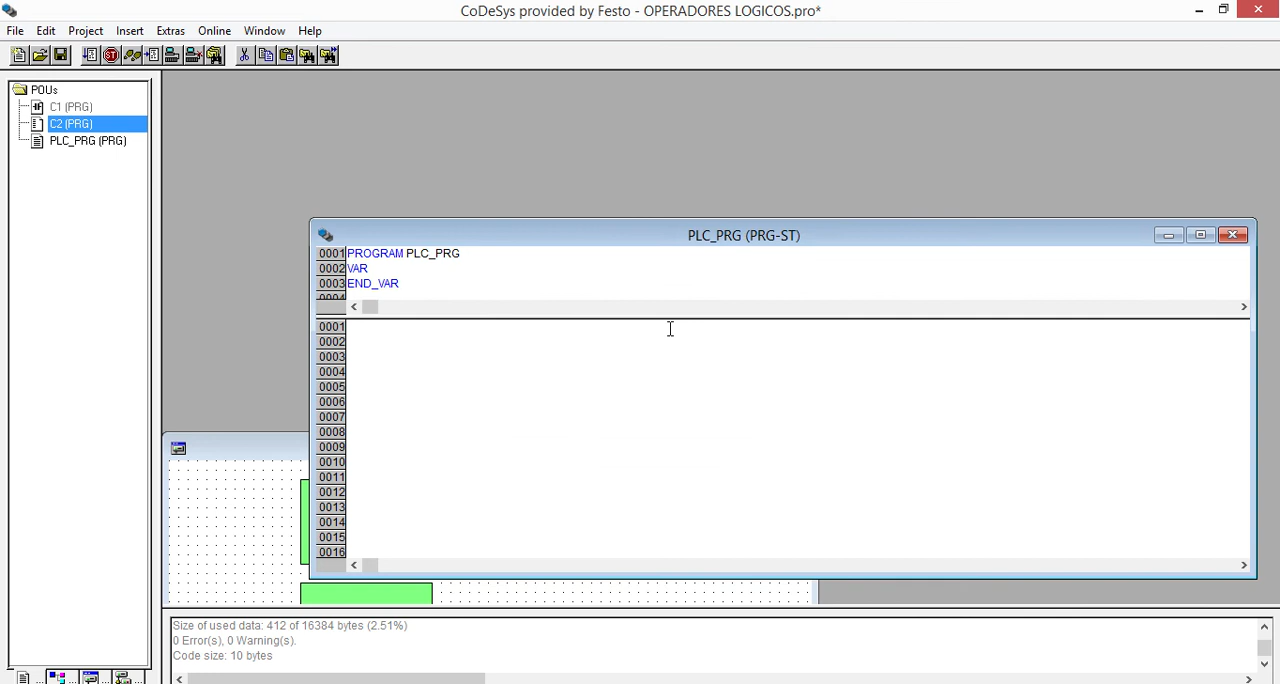 CoDeSys provided by Festo - OPERADORES LOGICOS.pro*
File Edit Project Insert Extras Online Window Help
POUs
C1 (PRG)
C2 (PRG)
PLC_PRG (PRG)
PLC_PRG (PRG-ST)
0001 PROGRAM PLC_PRG
0002 VAR
0003 END_VAR
0004
0001
0002
0003
0004
0005
0006
0007
0008
0009
0010
0011
0012
0013
0014
0015
0016
Size of used data: 412 of 16384 bytes (2.51%)
0 Error(s), 0 Warning(s).
Code size: 10 bytes